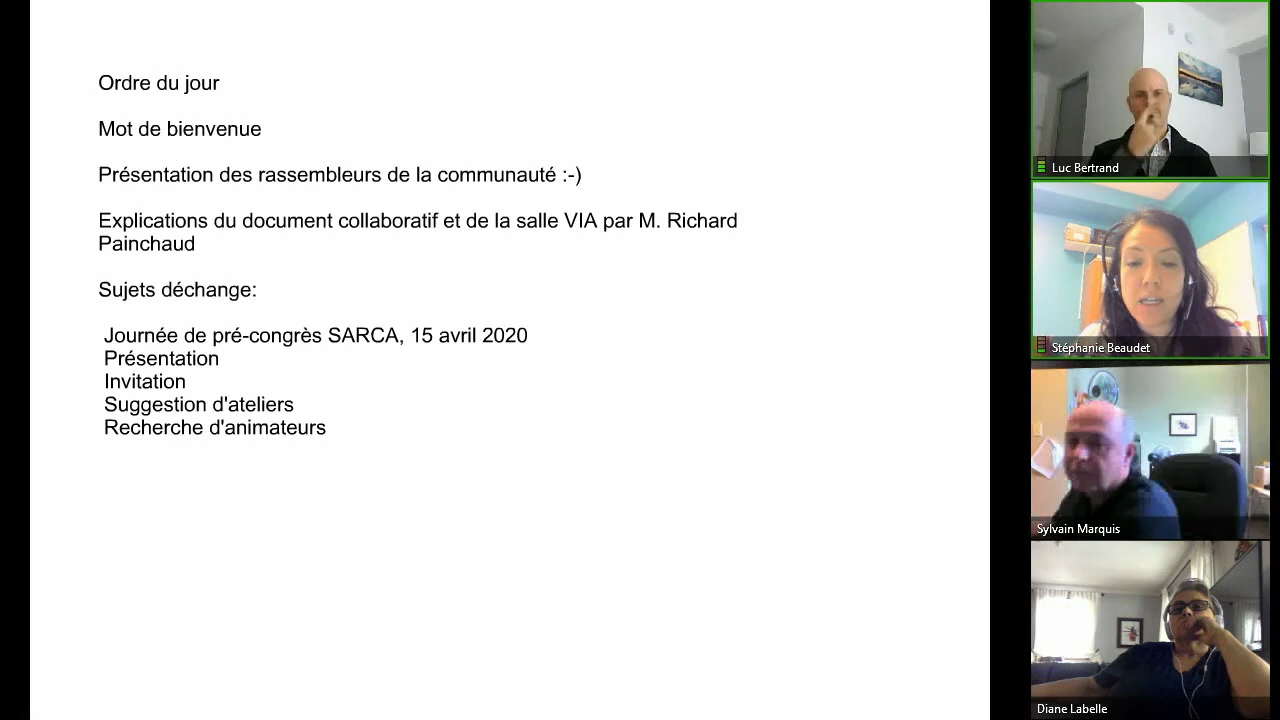 Ordre du jour
Mot de bienvenue
Présentation des rassembleurs de la communauté :-)
Explications du document collaboratif et de la salle VIA par M. Richard
Painchaud
Sujets déchange:
Journée de pré-congrès SARCA, 15 avril 2020
Présentation
Invitation
Suggestion d'ateliers
Recherche d'animateurs
Luc Bertrand
Stéphanie Beaudet
Sylvain Marquis
Diane Labelle